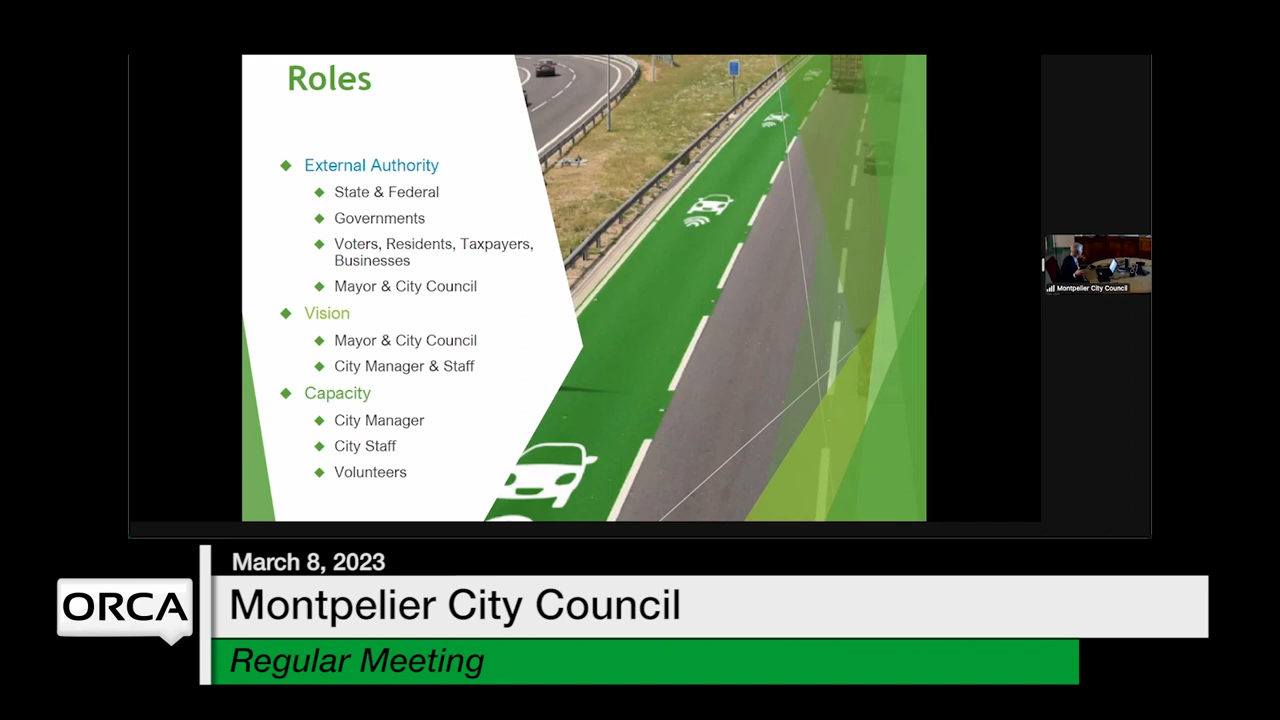 Roles
External Authority
State & Federal
Governments
Voters, Residents, Taxpayers,
Businesses
Mayor & City Council
Vision
Mayor & City Council
City Manager & Staff
Capacity
City Manager
City Staff
Volunteers
Montpelier City Council
March 8, 2023
ORCA
Montpelier City Council
Regular Meeting